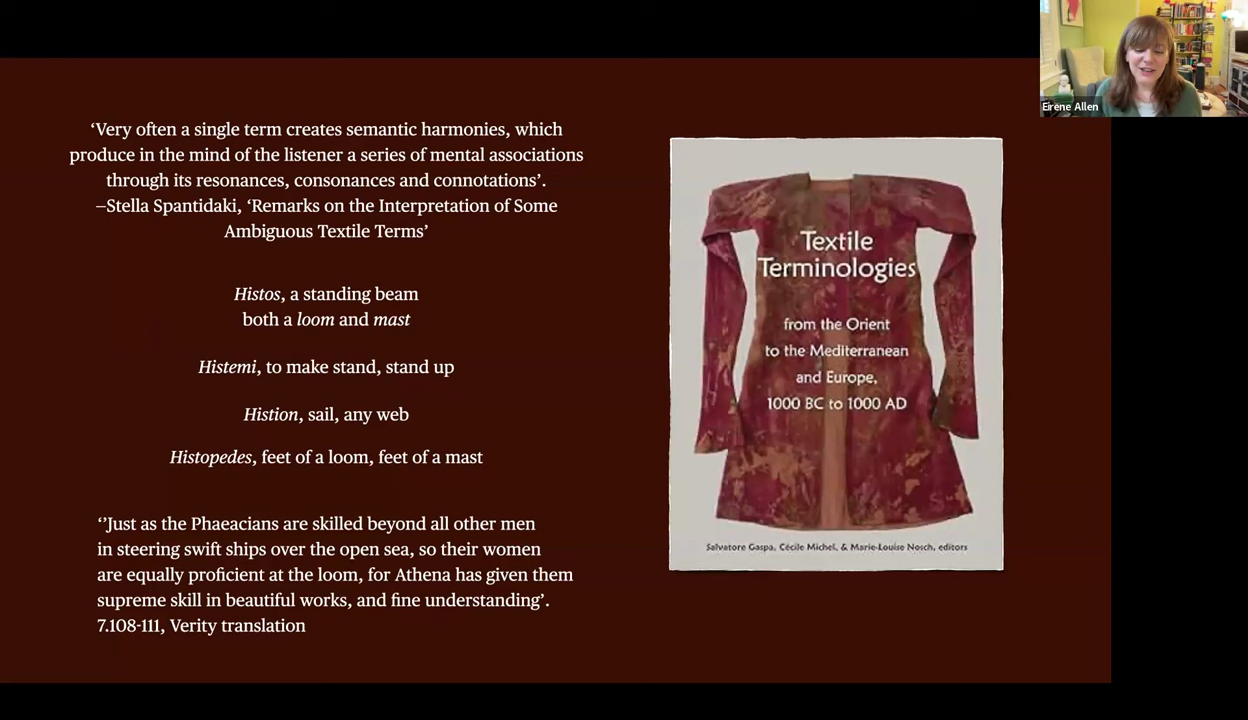 ‘Very often a single term creates semantic harmonies, which
produce in the mind of the listener a series of mental associations
through its resonances, consonances and connotations’.
–Stella Spantidaki, ‘Remarks on the Interpretation of Some
Ambiguous Textile Terms’
Histos, a standing beam
both a loom and mast
Histemi, to make stand, stand up
Histion, sail, any web
Histopedes, feet of a loom, feet of a mast
‘’Just as the Phaeacians are skilled beyond all other men
in steering swift ships over the open sea, so their women
are equally proficient at the loom, for Athena has given them
supreme skill in beautiful works, and fine understanding’.
7.108-111, Verity translation
Textile
Terminologies
from the Orient
to the Mediterranean
and Europe,
1000 BC to 1000 AD
Salvatore Gaspa, Cécile Michel, & Marie-Louise Nosch, editors
Eirene Allen